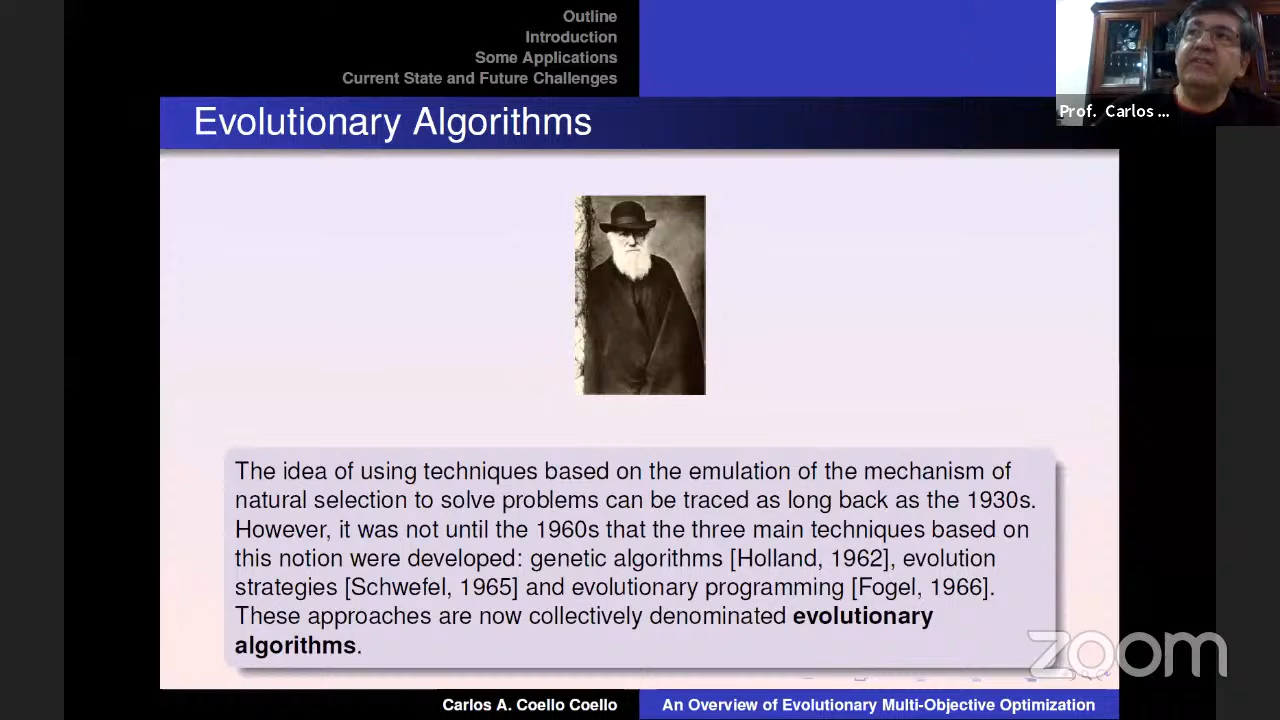 Outline
Introduction
Some Applications
Current State and Future Challenges
Prof. Carlos ...
Evolutionary Algorithms
The idea of using techniques based on the emulation of the mechanism of
natural selection to solve problems can be traced as long back as the 1930s.
However, it was not until the 1960s that the three main techniques based on
this notion were developed: genetic algorithms [Holland, 1962], evolution
strategies [Schwefel, 1965] and evolutionary programming [Fogel, 1966].
These approaches are now collectively denominated evolutionary
algorithms.
zoom
Carlos A. Coello Coello
An Overview of Evolutionary Multi-Objective Optimization